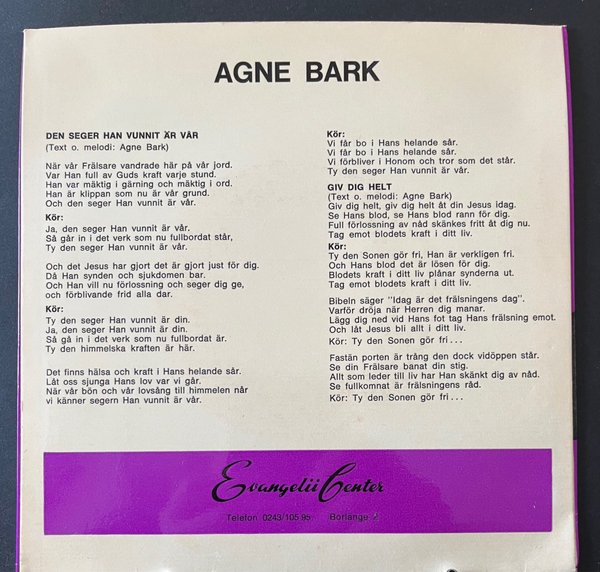 AGNE BARK
DEN SEGER HAN VUNNIT ÄR VÅR
(Text o. melodi: Agne Bark)
När vår Frälsare vandrade här på vår jord.
Var Han full av Guds kraft varje stund.
Han var mäktig i gärning och mäktig i ord.
Han är klippan som nu är vår grund.
Och den seger Han vunnit är vår.
Kör:
Ja, den seger Han vunnit är vår.
Så går in i det verk som nu fullbordat står,
Ty den seger Han vunnit är vår.
Och det Jesus har gjort det är gjort just för dig.
Då Han synden och sjukdomen bar.
Och Han vill nu förlossning och seger dig ge,
och förblivande frid alla dar.
Kör:
Ty den seger Han vunnit är din.
Ja, den seger Han vunnit är din.
Så gå in i det verk som nu fullbordat är.
Ty den himmelska kraften är här.
Det finns hälsa och kraft i Hans helande sår.
Låt oss sjunga Hans lov var vi går.
När vår bön och vår lovsång till himmelen når
vi känner segern Han vunnit är vår.
Kör:
Vi får bo i Hans helande sår.
Vi får bo i Hans helande sår.
Vi förbliver i Honom och tror som det står.
Ty den seger Han vunnit är vår.
GIV DIG HELT
(Text o. melodi: Agne Bark)
Giv dig helt, giv dig helt åt din Jesus idag.
Se Hans blod, se Hans blod rann för dig.
Full förlossning av nåd skänkes fritt åt dig nu.
Tag emot blodets kraft i ditt liv.
Kör:
Ty den Sonen gör fri, Han är verkligen fri.
Och Hans blod det är lösen för dig.
Blodets kraft i ditt liv plånar synderna ut.
Tag emot blodets kraft i ditt liv.
Bibeln säger "Idag är det frälsningens dag".
Varför dröja när Herren dig manar.
Lägg dig ned vid Hans fot tag Hans frälsning emot.
Och låt Jesus bli allt i ditt liv.
Kör: Ty den Sonen gör fri...
Fastän porten är trång den dock vidöppen står.
Se din Frälsare banat din stig.
Allt som leder till liv har Han skänkt dig av nåd.
Se fullkomnat är frälsningens råd.
Kör: Ty den Sonen gör fri...
Evangelii Center
Telefon 0243/105 95 Borlänge 2